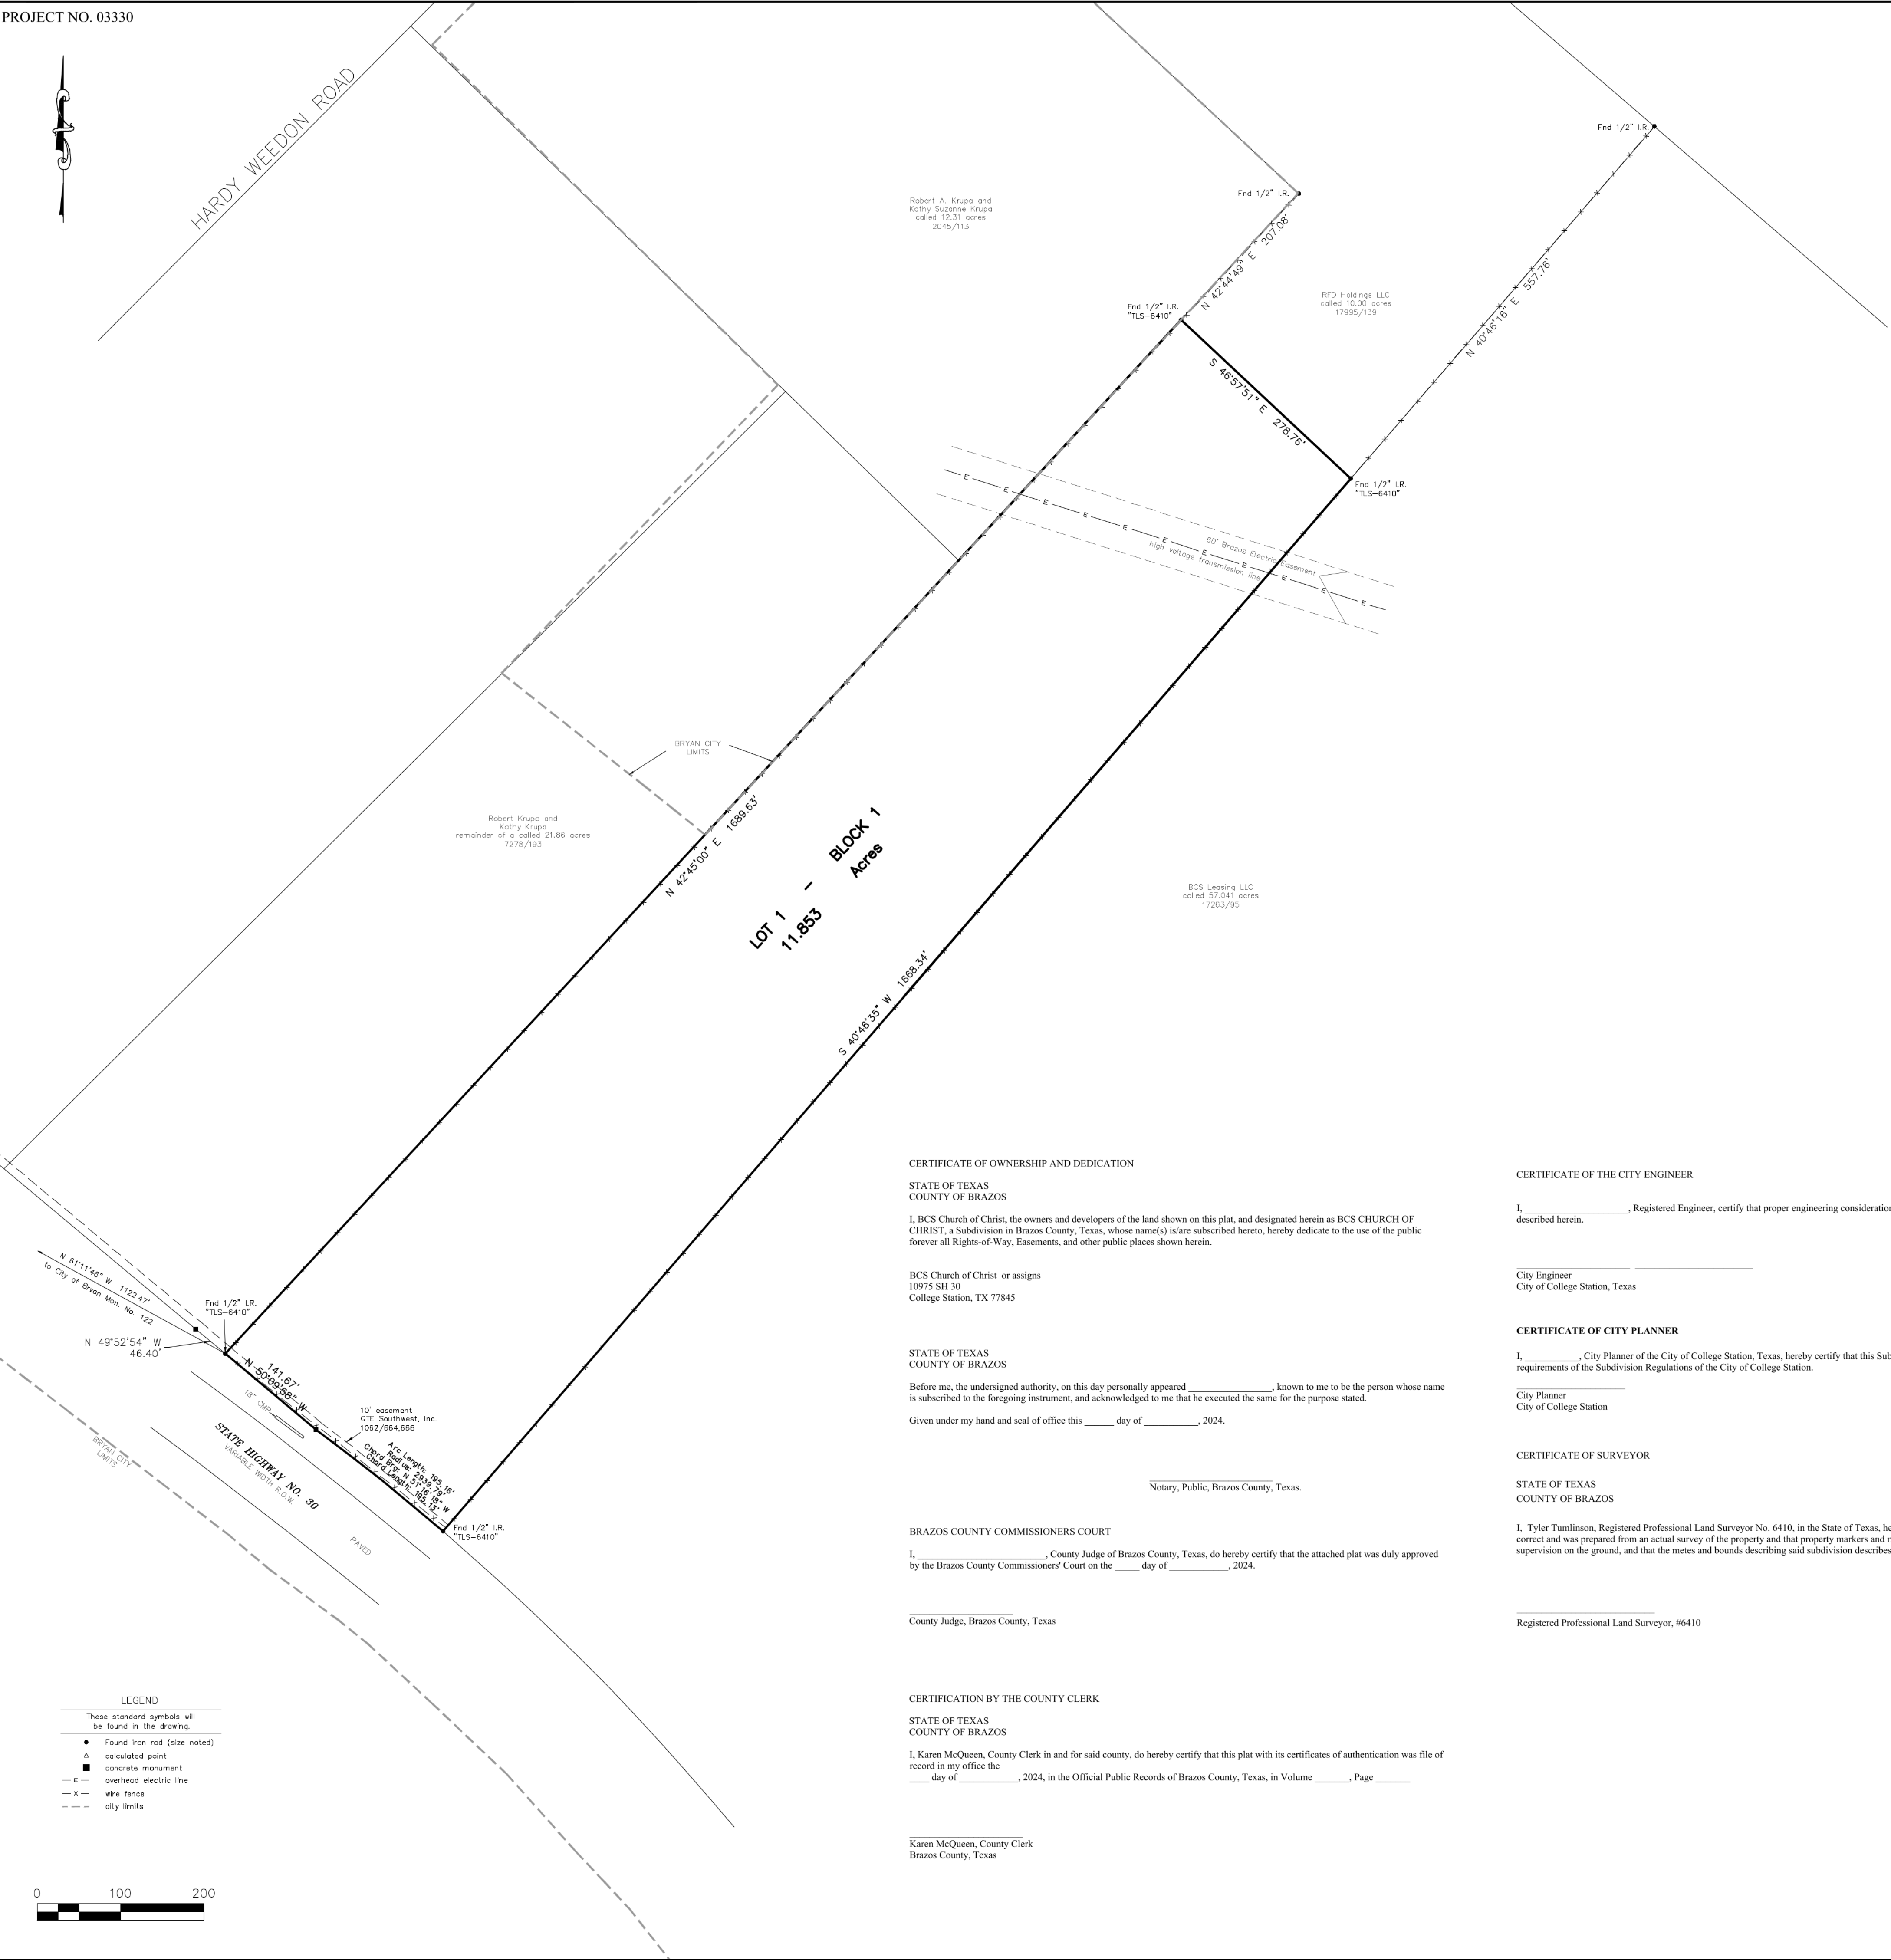 PROJECT NO. 03330
HARDY WEEDON ROAD
Robert A. Krupa and
Kathy Suzanne Krupa
called 12.31 acres
2045/113
Fnd 1/2" I.R.
Fnd 1/2" I.R.
N 42°44'49" E 207.08'
RFD Holdings LLC
called 10.00 acres
17995/139
N 40°46'16" E 557.76'
Fnd 1/2" I.R.
"TLS-6410"
S 46°57'51" E 278.76'
Fnd 1/2" I.R.
"TLS-6410"
60' Brazos Electric Easement
high voltage transmission line
E E E E E E E E E E E
BRYAN CITY
LIMITS
Robert Krupa and
Kathy Krupa
remainder of a called 21.86 acres
7278/193
N 42°45'00" E 1689.63'
LOT 1 - BLOCK 1
11.853 Acres
BCS Leasing LLC
called 57.041 acres
17263/95
S 40°46'35" W 1668.34'
N 61°11'46" W 1122.47'
to City of Bryan Mon. No. 122
Fnd 1/2" I.R.
"TLS-6410"
N 49°52'54" W
46.40'
141.67'
N 50°09'58" W
18" CMP
10' easement
GTE Southwest, Inc.
1062/664,666
Arc Length: 195.16'
Radius: 2939.79'
Chord Brg: N 51°16'18" W
Chord Length: 195.13'
Fnd 1/2" I.R.
"TLS-6410"
STATE HIGHWAY NO. 30
VARIABLE WIDTH R.O.W.
PAVED
BRYAN CITY
LIMITS
LEGEND
These standard symbols will
be found in the drawing.
Found iron rod (size noted)
calculated point
concrete monument
E overhead electric line
x wire fence
city limits
0 100 200
CERTIFICATE OF OWNERSHIP AND DEDICATION
STATE OF TEXAS
COUNTY OF BRAZOS
I, BCS Church of Christ, the owners and developers of the land shown on this plat, and designated herein as BCS CHURCH OF
CHRIST, a Subdivision in Brazos County, Texas, whose name(s) is/are subscribed hereto, hereby dedicate to the use of the public
forever all Rights-of-Way, Easements, and other public places shown herein.
BCS Church of Christ or assigns
10975 SH 30
College Station, TX 77845
STATE OF TEXAS
COUNTY OF BRAZOS
Before me, the undersigned authority, on this day personally appeared _________________, known to me to be the person whose name
is subscribed to the foregoing instrument, and acknowledged to me that he executed the same for the purpose stated.
Given under my hand and seal of office this ______ day of ___________, 2024.
_________________________
Notary, Public, Brazos County, Texas.
BRAZOS COUNTY COMMISSIONERS COURT
I, __________________________, County Judge of Brazos County, Texas, do hereby certify that the attached plat was duly approved
by the Brazos County Commissioners' Court on the _____ day of ____________, 2024.
_____________________
County Judge, Brazos County, Texas
CERTIFICATION BY THE COUNTY CLERK
STATE OF TEXAS
COUNTY OF BRAZOS
I, Karen McQueen, County Clerk in and for said county, do hereby certify that this plat with its certificates of authentication was file of
record in my office the
____ day of ____________, 2024, in the Official Public Records of Brazos County, Texas, in Volume _______, Page _______
_______________________
Karen McQueen, County Clerk
Brazos County, Texas
CERTIFICATE OF THE CITY ENGINEER
I, _____________________, Registered Engineer, certify that proper engineering consideration
described herein.
_______________________ ________________________
City Engineer
City of College Station, Texas
CERTIFICATE OF CITY PLANNER
I, ___________, City Planner of the City of College Station, Texas, hereby certify that this Sub
requirements of the Subdivision Regulations of the City of College Station.
______________________
City Planner
City of College Station
CERTIFICATE OF SURVEYOR
STATE OF TEXAS
COUNTY OF BRAZOS
I, Tyler Tumlinson, Registered Professional Land Surveyor No. 6410, in the State of Texas, he
correct and was prepared from an actual survey of the property and that property markers and m
supervision on the ground, and that the metes and bounds describing said subdivision describes
____________________________
Registered Professional Land Surveyor, #6410